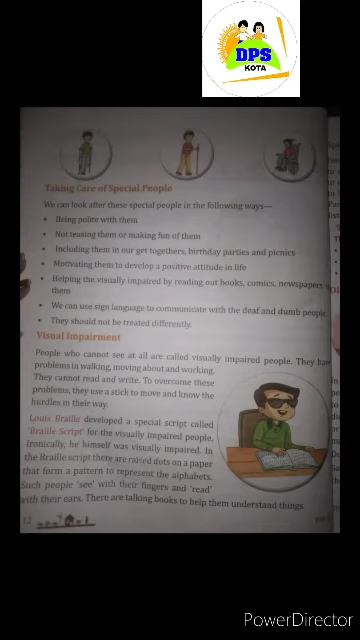 DPS
KOTA
Taking Care of Special People
We can look after these special people in the following ways—
• Being polite with them
• Not teasing them or making fun of them
• Including them in our get togethers, birthday parties and picnics
• Motivating them to develop a positive attitude in life
• Helping the visually impaired by reading out books, comics, newspapers
them
• We can use sign language to communicate with the deaf and dumb people
• They should not be treated differently.
Visual Impairment
People who cannot see at all are called visually impaired people. They have
problems in walking, moving about and working.
They cannot read and write. To overcome these
problems, they use a stick to move and know the
hurdles in their way.
Louis Braille developed a special script called
'Braille Script' for the visually impaired people.
Ironically, he himself was visually impaired. In
the Braille script there are raised dots on a paper
that form a pattern to represent the alphabets.
Such people 'see' with their fingers and 'read'
with their ears. There are talking books to help them understand things
12
PowerDirector